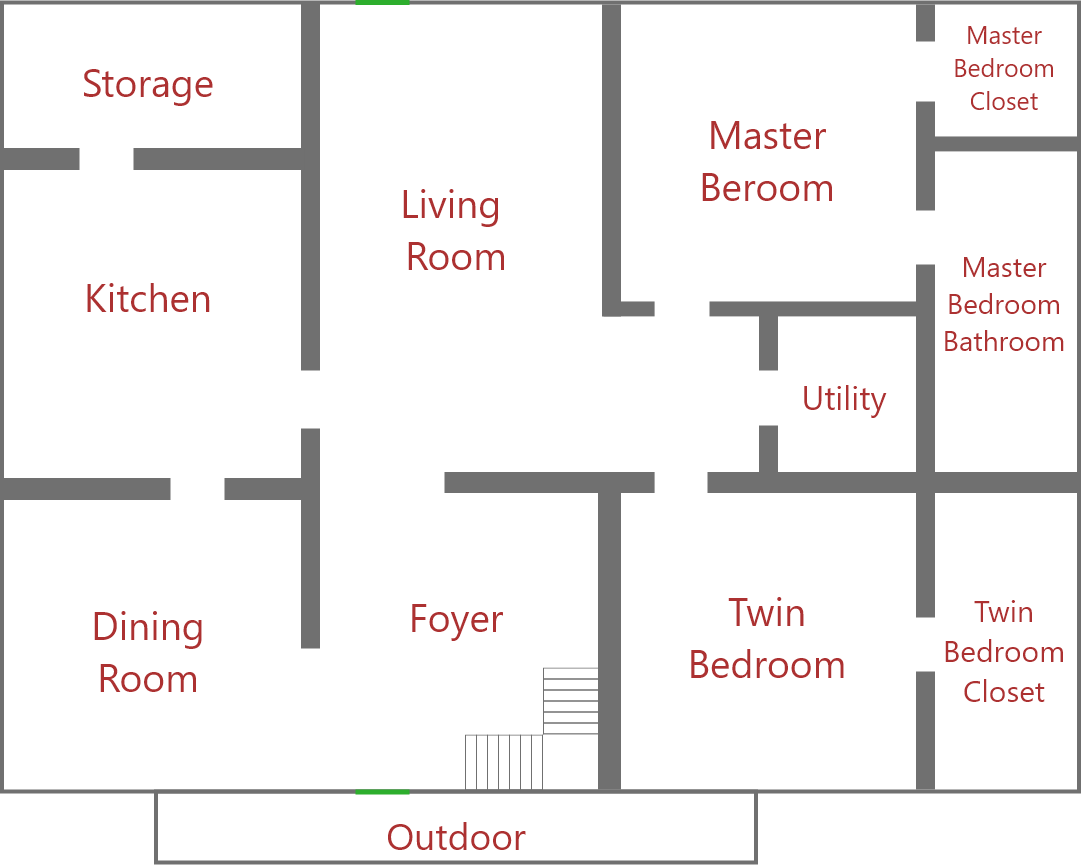 Storage
Master
Bedroom
Closet
Master
Beroom
Living
Room
Kitchen
Master
Bedroom
Bathroom
Utility
Dining
Room
Foyer
Twin
Bedroom
Twin
Bedroom
Closet
Outdoor